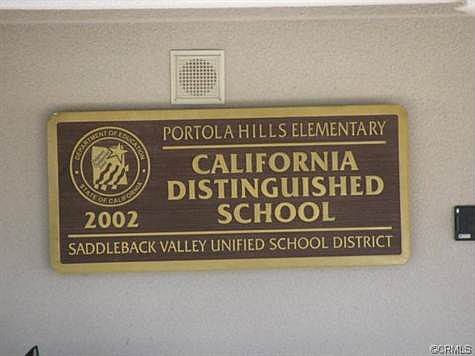 PORTOLA HILLS ELEMENTARY
DEPARTMENT OF EDUCATION
STATE OF CALIFORNIA
CALIFORNIA
DISTINGUISHED
SCHOOL
2002
SADDLEBACK VALLEY UNIFIED SCHOOL DISTRICT
©CRMLS